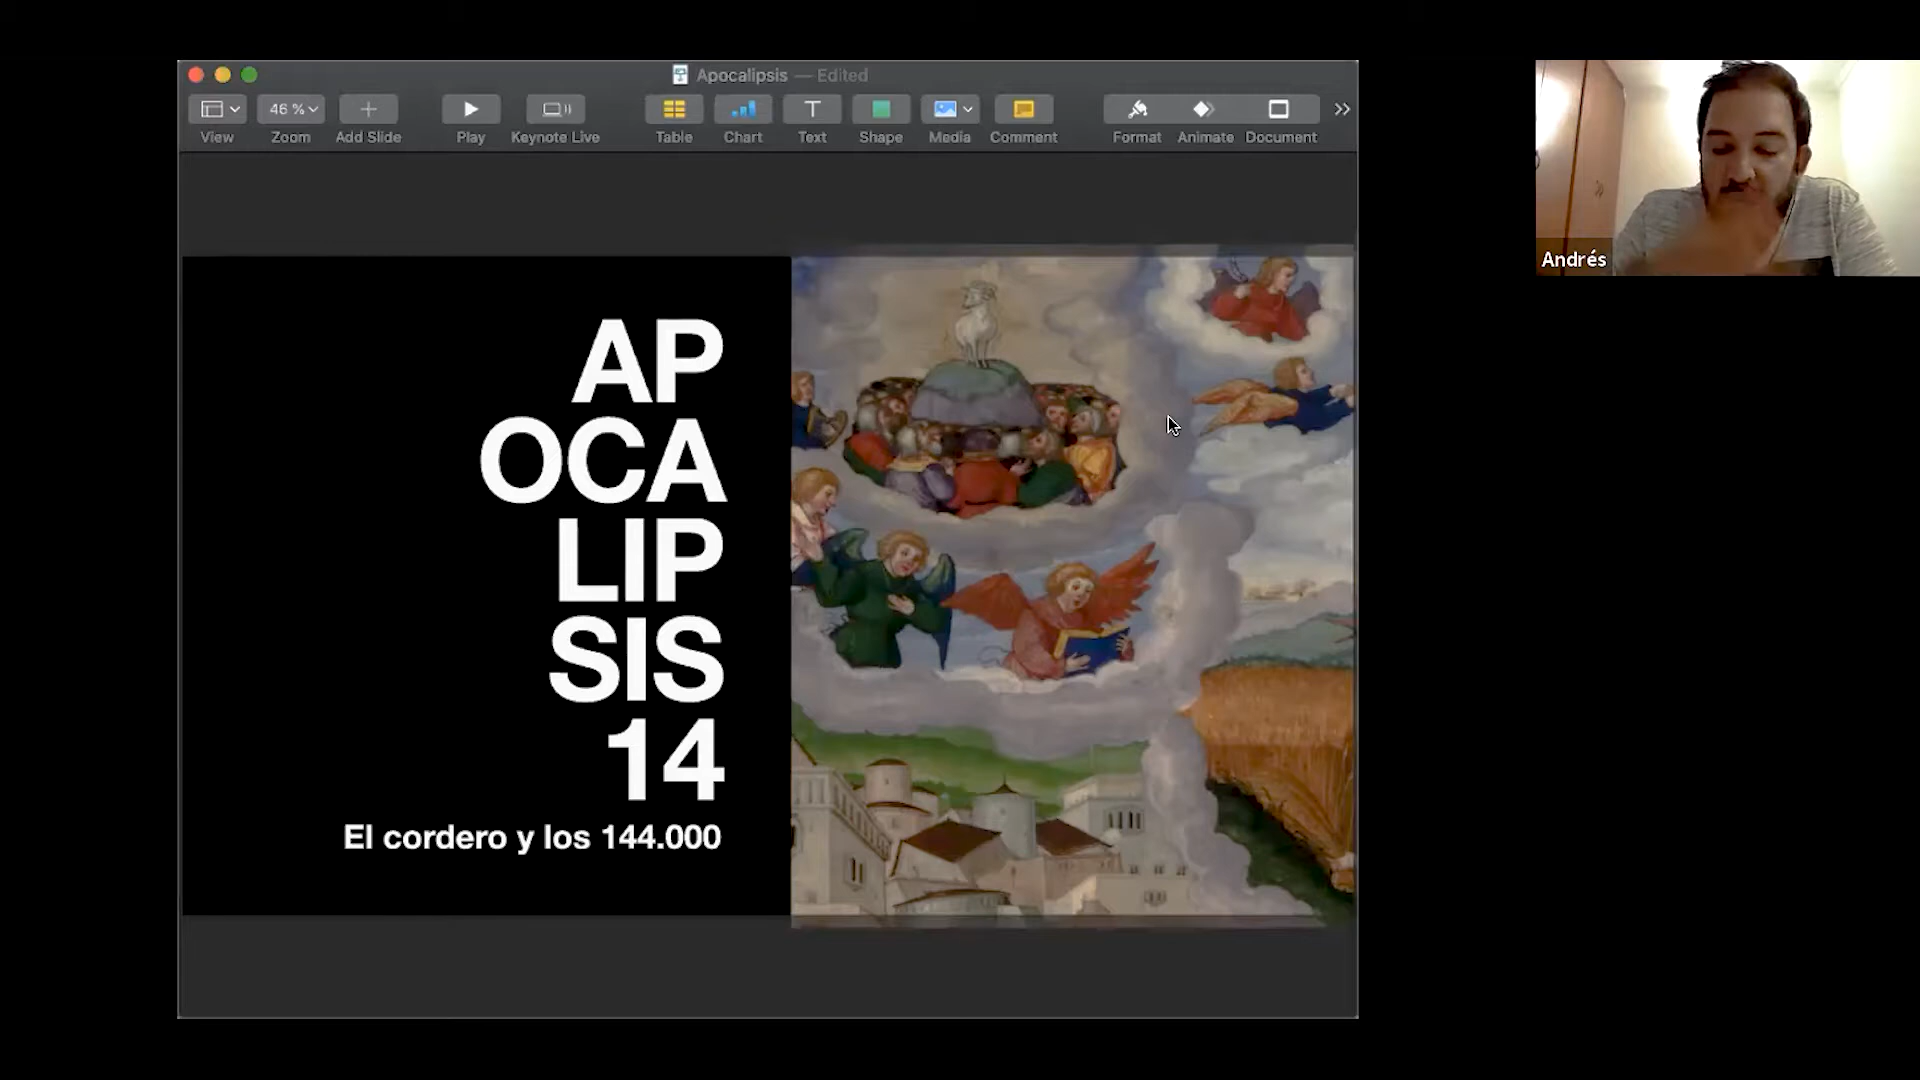 Apocalipsis — Edited
46 %
View Zoom Add Slide Play Keynote Live Table Chart Text Shape Media Comment Format Animate Document
AP
OCA
LIP
SIS
14
El cordero y los 144.000
Andrés